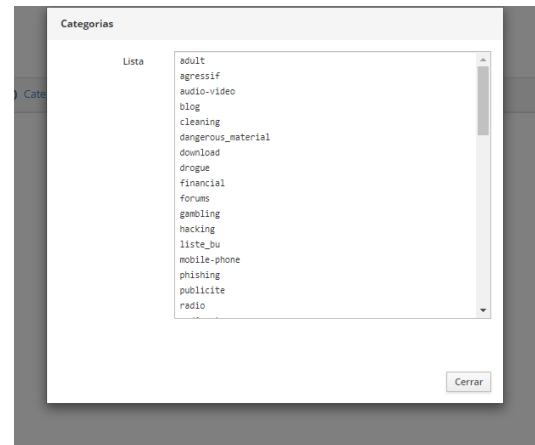 Categorias
Lista
adult
agressif
audio-video
blog
cleaning
dangerous_material
download
drogue
financial
forums
gambling
hacking
liste_bu
mobile-phone
phishing
publicite
radio
Cerrar